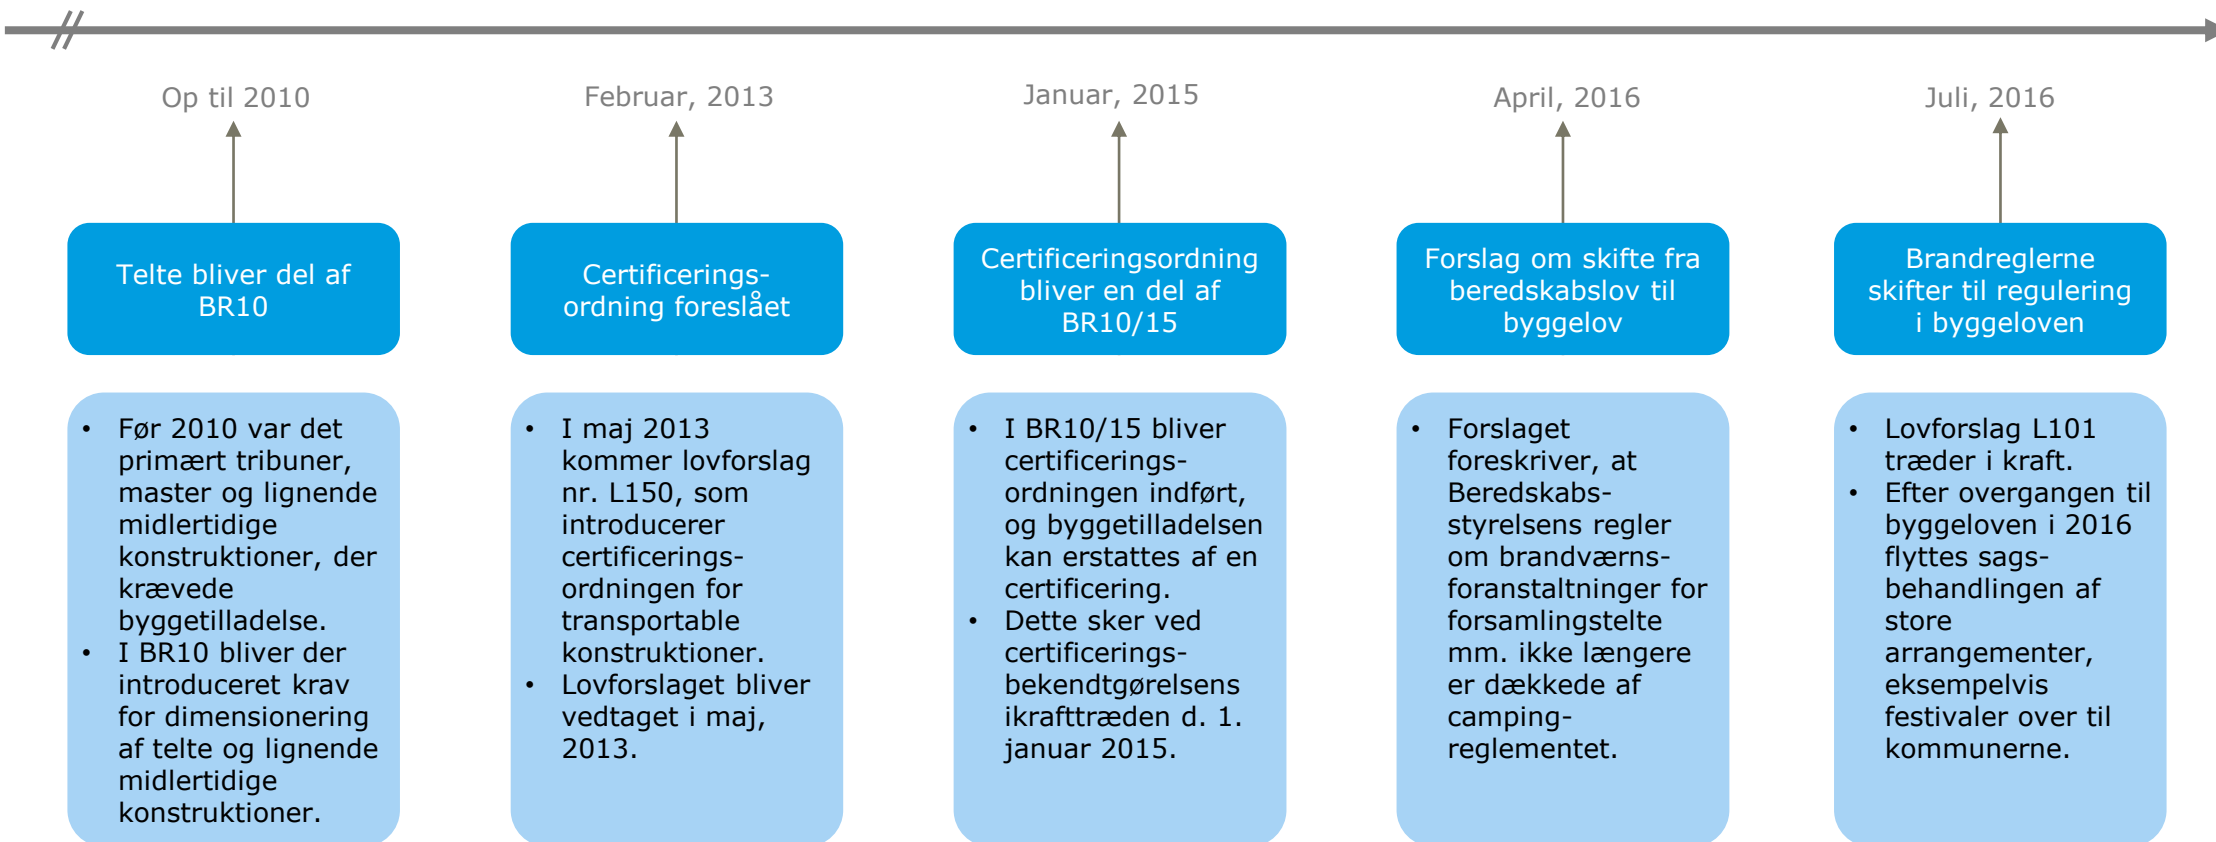 Op til 2010
Februar, 2013
Januar, 2015
April, 2016
Juli, 2016
Telte bliver del af
BR10
Certificerings-
ordning foreslået
Certificeringsordning
bliver en del af
BR10/15
Forslag om skifte fra
beredskabslov til
byggelov
Brandreglerne
skifter til regulering
i byggeloven
• Før 2010 var det
primært tribuner,
master og lignende
midlertidige
konstruktioner, der
krævede
byggetilladelse.
• I BR10 bliver der
introduceret krav
for dimensionering
af telte og lignende
midlertidige
konstruktioner.
• I maj 2013
kommer lovforslag
nr. L150, som
introducerer
certificerings-
ordningen for
transportable
konstruktioner.
• Lovforslaget bliver
vedtaget i maj,
2013.
• I BR10/15 bliver
certificerings-
ordningen indført,
og byggetilladelsen
kan erstattes af en
certificering.
• Dette sker ved
certificerings-
bekendtgørelsens
ikrafttræden d. 1.
januar 2015.
• Forslaget
foreskriver, at
Beredskabs-
styrelsens regler
om brandværns-
foranstaltninger for
forsamlingstelte
mm. ikke længere
er dækkede af
camping-
reglementet.
• Lovforslag L101
træder i kraft.
• Efter overgangen til
byggeloven i 2016
flyttes sags-
behandlingen af
store
arrangementer,
eksempelvis
festivaler over til
kommunerne.